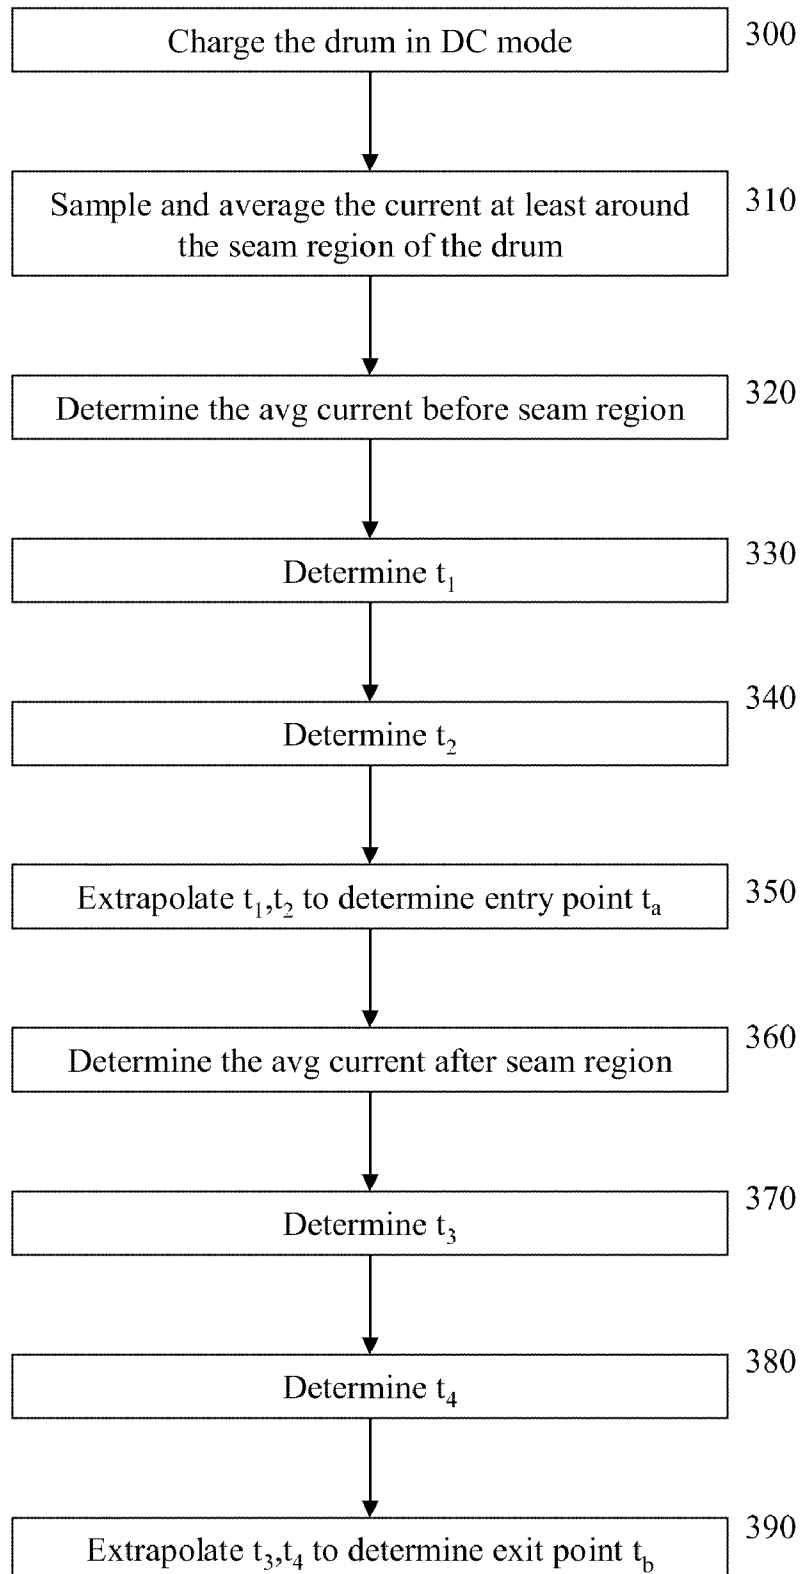 Charge the drum in DC mode
300
Sample and average the current at least around
the seam region of the drum
310
Determine the avg current before seam region
320
Determine t₁
330
Determine t₂
340
Extrapolate t₁,t₂ to determine entry point tₐ
350
Determine the avg current after seam region
360
Determine t₃
370
Determine t₄
380
Extrapolate t₃,t₄ to determine exit point t_b
390